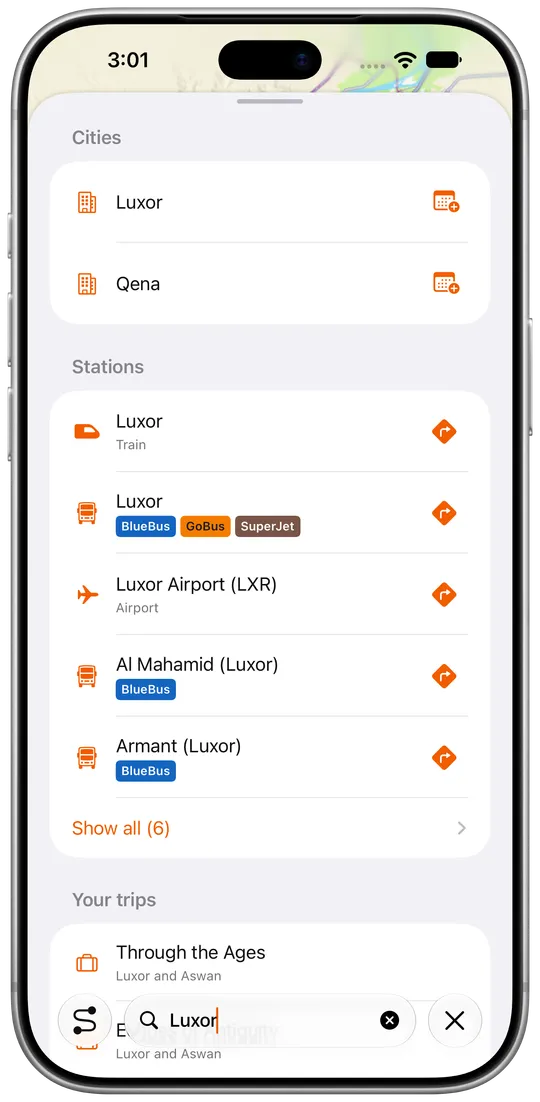 3:01
Cities
Luxor
Qena
Stations
Luxor
Train
Luxor
BlueBus GoBus SuperJet
Luxor Airport (LXR)
Airport
Al Mahamid (Luxor)
BlueBus
Armant (Luxor)
BlueBus
Show all (6)
Your trips
Through the Ages
Luxor and Aswan
Luxor
Luxor and Aswan